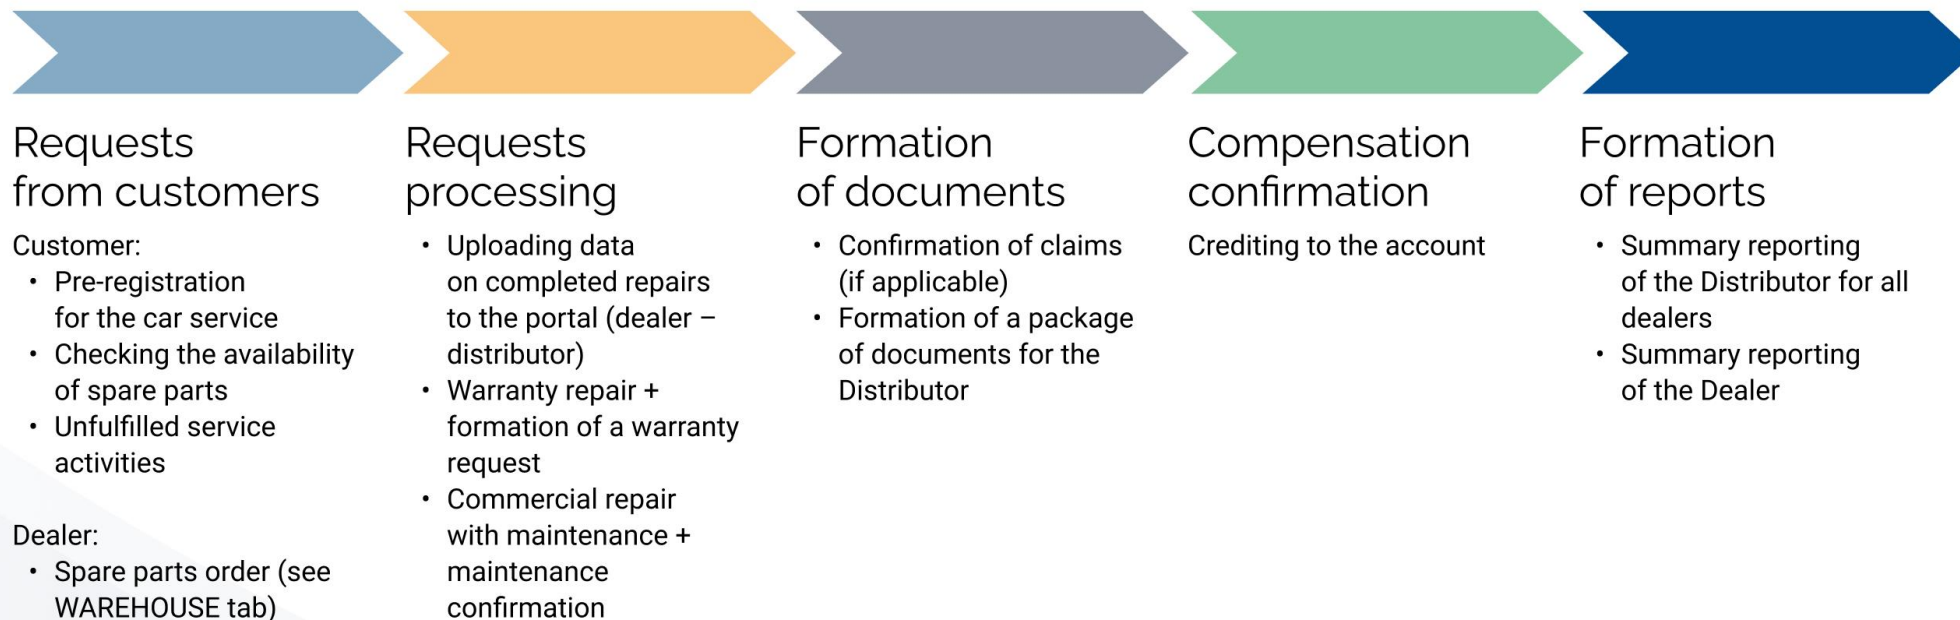 Requests
from customers
Customer:
• Pre-registration
for the car service
• Checking the availability
of spare parts
• Unfulfilled service
activities
Dealer:
• Spare parts order (see
WAREHOUSE tab)
Requests
processing
• Uploading data
on completed repairs
to the portal (dealer –
distributor)
• Warranty repair +
formation of a warranty
request
• Commercial repair
with maintenance +
maintenance
confirmation
Formation
of documents
• Confirmation of claims
(if applicable)
• Formation of a package
of documents for the
Distributor
Compensation
confirmation
Crediting to the account
Formation
of reports
• Summary reporting
of the Distributor for all
dealers
• Summary reporting
of the Dealer